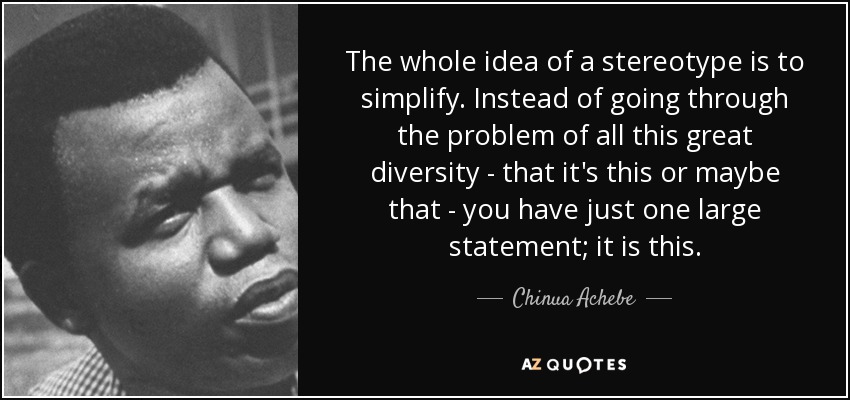 The whole idea of a stereotype is to
simplify. Instead of going through
the problem of all this great
diversity - that it's this or maybe
that - you have just one large
statement; it is this.
Chinua Achebe
AZ QUOTES